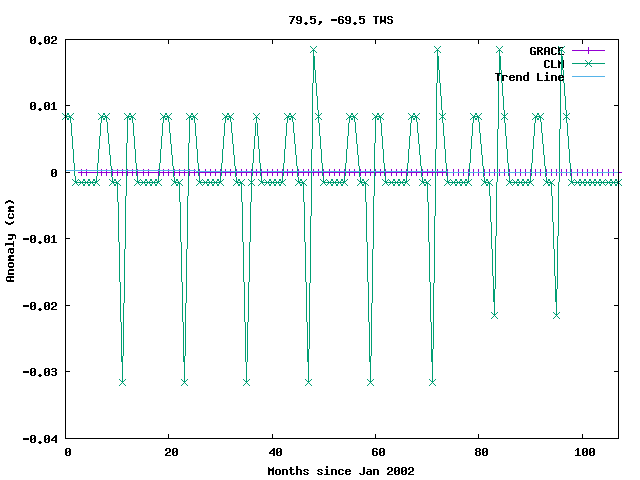 79.5, -69.5 TWS
GRACE
CLM
Trend Line
0.02
0.01
0
-0.01
-0.02
-0.03
-0.04
Anomaly (cm)
0 20 40 60 80 100
Months since Jan 2002